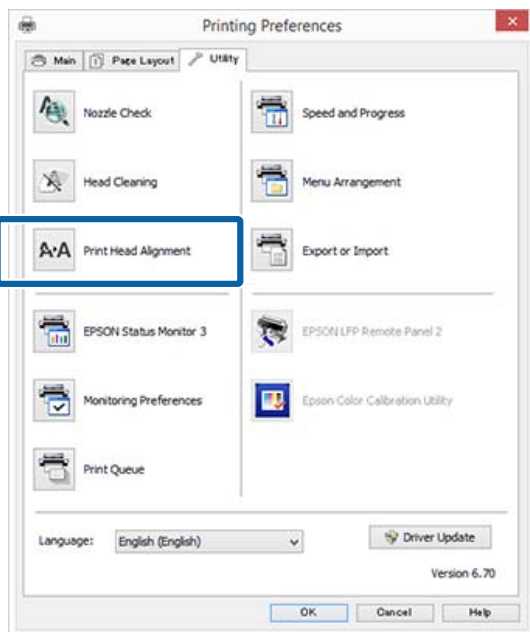 Printing Preferences
Main
Page Layout
Utility
Nozzle Check
Speed and Progress
Head Cleaning
Menu Arrangement
A·A
Print Head Alignment
Export or Import
EPSON Status Monitor 3
EPSON LFP Remote Panel 2
Monitoring Preferences
Epson Color Calibration Utility
Print Queue
Language:
English (English)
Driver Update
Version 6.70
OK
Cancel
Help